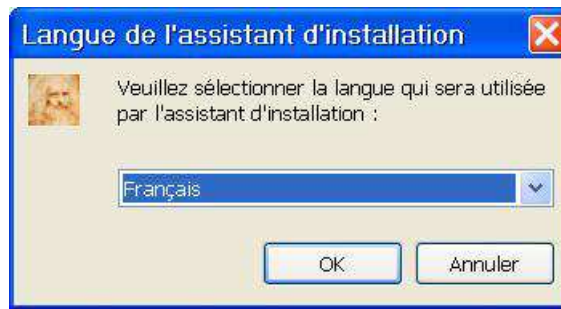 Langue de l'assistant d'installation
Veuillez sélectionner la langue qui sera utilisée
par l'assistant d'installation :
Français
OK
Annuler